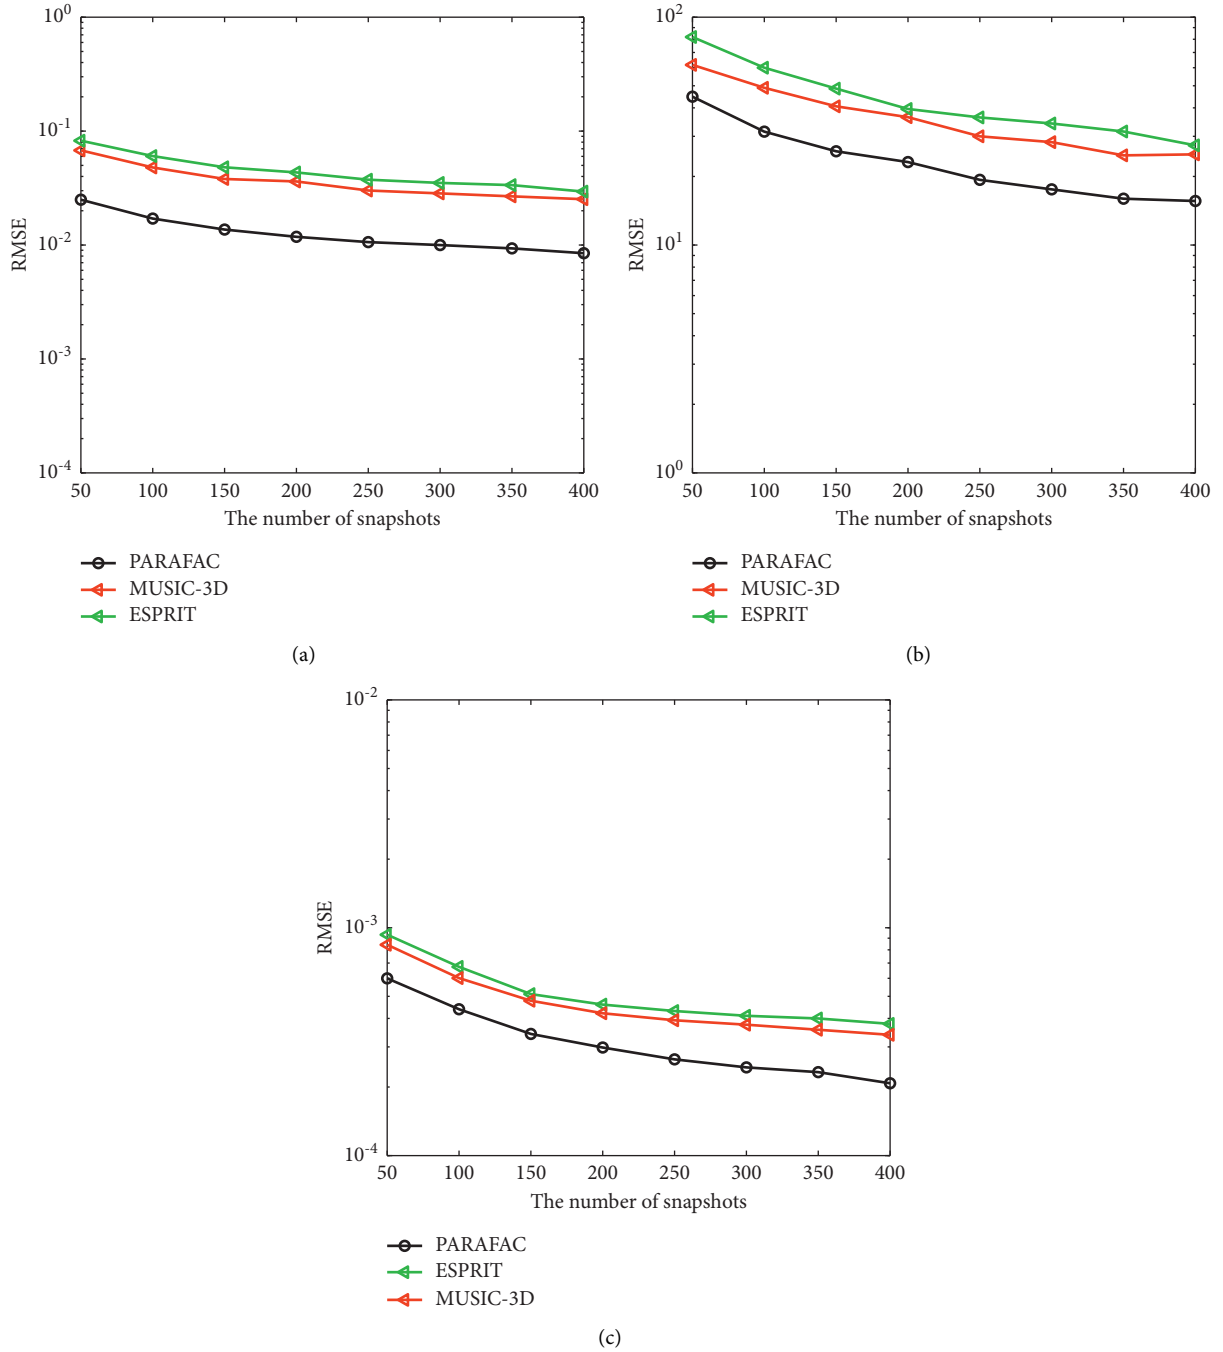 10^0
10^-1
10^-2
10^-3
10^-4
RMSE
50 100 150 200 250 300 350 400
The number of snapshots
PARAFAC
MUSIC-3D
ESPRIT
(a)
10^2
10^1
10^0
RMSE
50 100 150 200 250 300 350 400
The number of snapshots
PARAFAC
MUSIC-3D
ESPRIT
(b)
10^-2
10^-3
10^-4
RMSE
50 100 150 200 250 300 350 400
The number of snapshots
PARAFAC
ESPRIT
MUSIC-3D
(c)